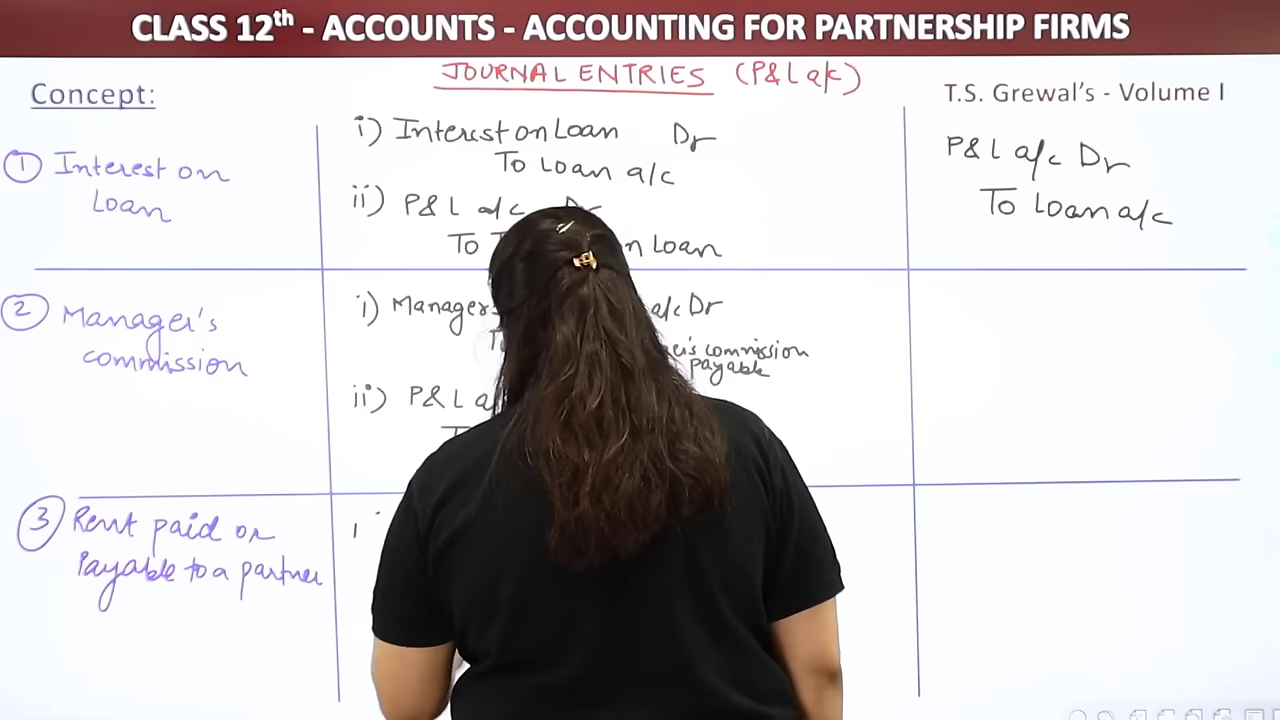 CLASS 12th - ACCOUNTS - ACCOUNTING FOR PARTNERSHIP FIRMS
JOURNAL ENTRIES (P&L a/c)
Concept:
T.S. Grewal's - Volume I
① Interest on
Loan
i) Interest on Loan Dr
To Loan a/c
ii) P&L a/c Dr
To n Loan
P&L a/c Dr
To Loan a/c
② Manager's
commission
i) Manager a/c Dr
commission
payable
ii) P&L
③ Rent paid or
Payable to a partner
i